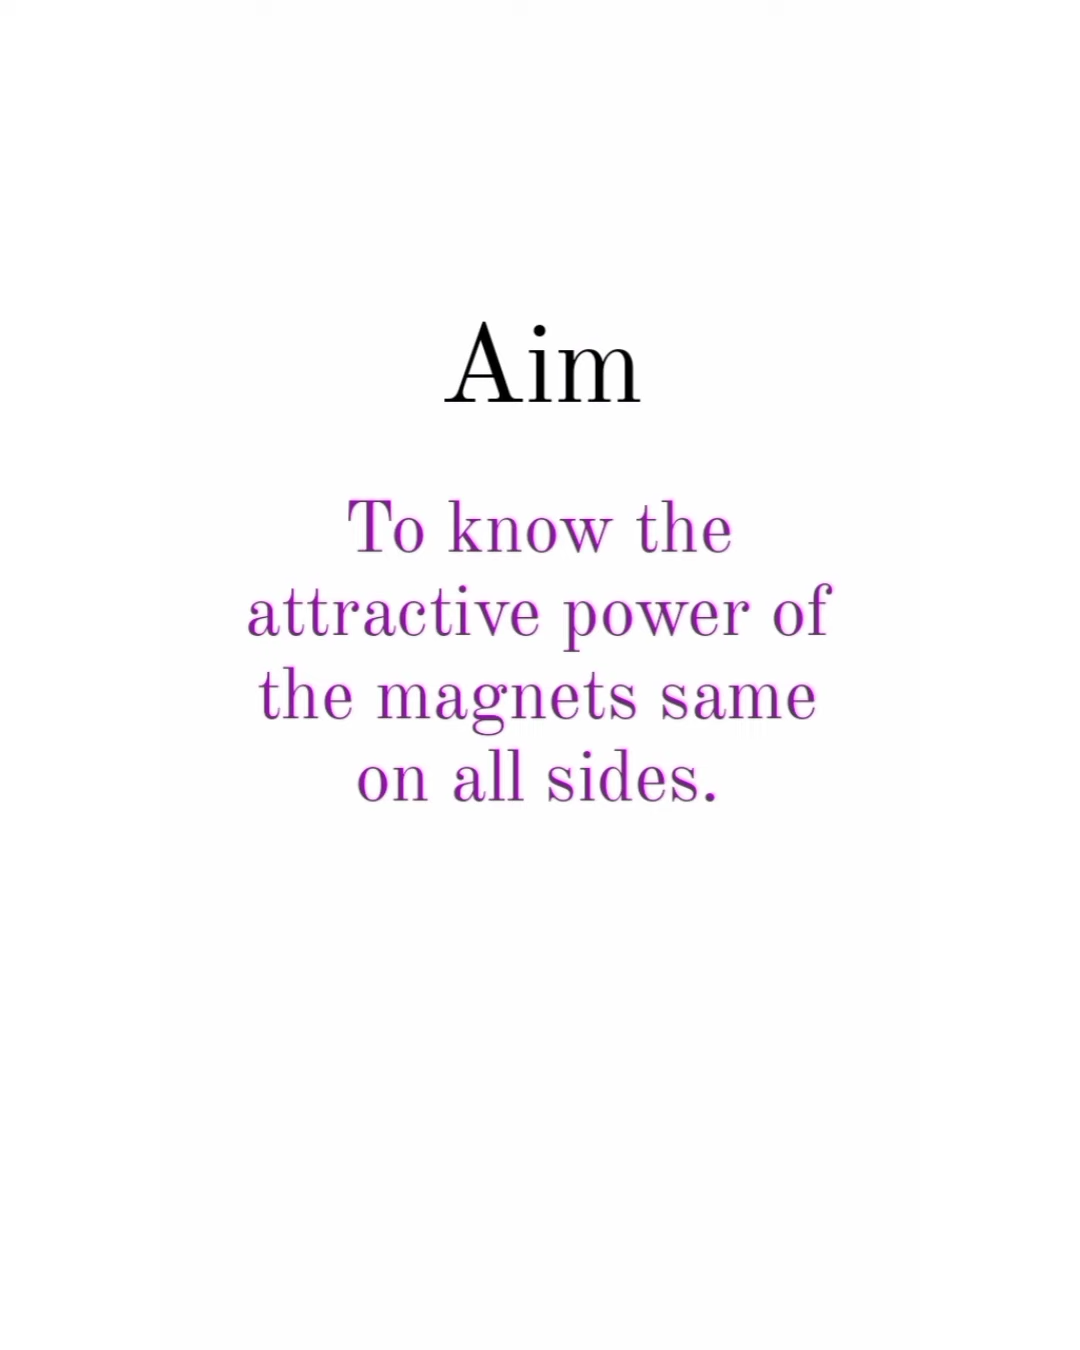 Aim
To know the
attractive power of
the magnets same
on all sides.